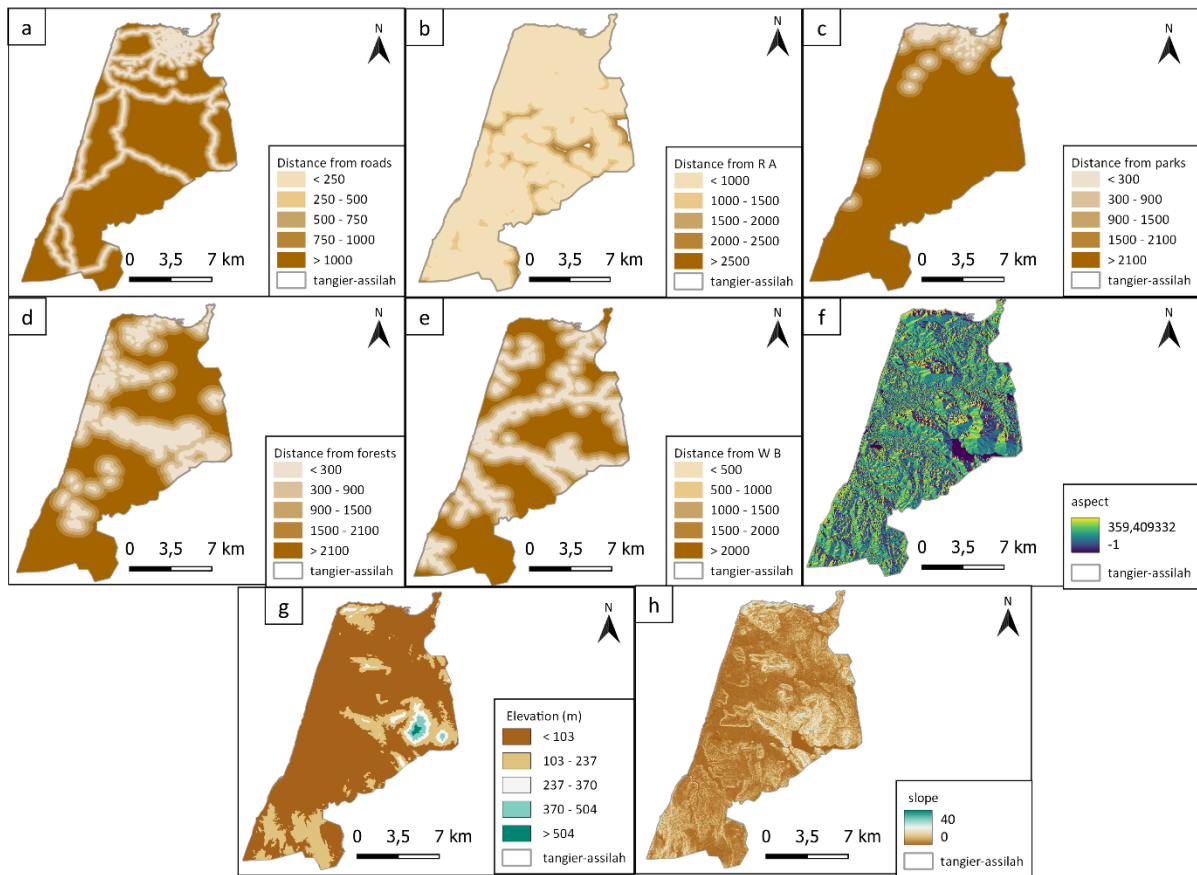 a
N
Distance from roads
< 250
250 - 500
500 - 750
750 - 1000
> 1000
tangier-assilah
0 3,5 7 km
b
N
Distance from R A
< 1000
1000 - 1500
1500 - 2000
2000 - 2500
> 2500
tangier-assilah
0 3,5 7 km
c
N
Distance from parks
< 300
300 - 900
900 - 1500
1500 - 2100
> 2100
tangier-assilah
0 3,5 7 km
d
N
Distance from forests
< 300
300 - 900
900 - 1500
1500 - 2100
> 2100
tangier-assilah
0 3,5 7 km
e
N
Distance from W B
< 500
500 - 1000
1000 - 1500
1500 - 2000
> 2000
tangier-assilah
0 3,5 7 km
f
N
aspect
359,409332
-1
tangier-assilah
0 3,5 7 km
g
N
Elevation (m)
< 103
103 - 237
237 - 370
370 - 504
> 504
tangier-assilah
0 3,5 7 km
h
N
slope
40
0
tangier-assilah
0 3,5 7 km